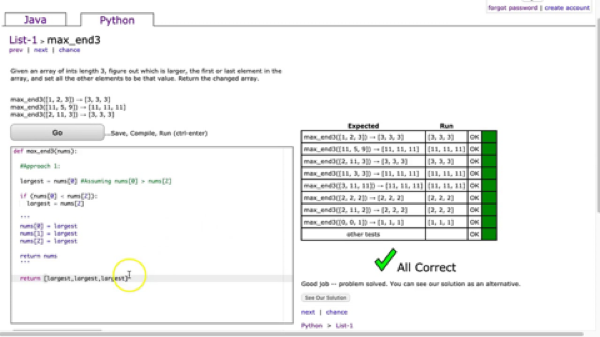 forgot password | create account
Java
Python
List-1 > max_end3
prev | next | chance
Given an array of ints length 3, figure out which is larger, the first or last element in the
array, and set all the other elements to be that value. Return the changed array.
max_end3([1, 2, 3]) → [3, 3, 3]
max_end3([11, 5, 9]) → [11, 11, 11]
max_end3([2, 11, 3]) → [3, 3, 3]
Go
...Save, Compile, Run (ctrl-enter)
def max_end3(nums):
#Approach 1:
largest = nums[0] #Assuming nums[0] > nums[2]
if (nums[0] < nums[2]):
largest = nums[2]
'''
nums[0] = largest
nums[1] = largest
nums[2] = largest
return nums
'''
return [largest,largest,largest]
Expected Run
max_end3([1, 2, 3]) → [3, 3, 3] [3, 3, 3] OK
max_end3([11, 5, 9]) → [11, 11, 11] [11, 11, 11] OK
max_end3([2, 11, 3]) → [3, 3, 3] [3, 3, 3] OK
max_end3([11, 3, 3]) → [11, 11, 11] [11, 11, 11] OK
max_end3([3, 11, 11]) → [11, 11, 11] [11, 11, 11] OK
max_end3([2, 2, 2]) → [2, 2, 2] [2, 2, 2] OK
max_end3([2, 11, 2]) → [2, 2, 2] [2, 2, 2] OK
max_end3([0, 0, 1]) → [1, 1, 1] [1, 1, 1] OK
other tests OK
All Correct
Good job -- problem solved. You can see our solution as an alternative.
See Our Solution
next | chance
Python > List-1